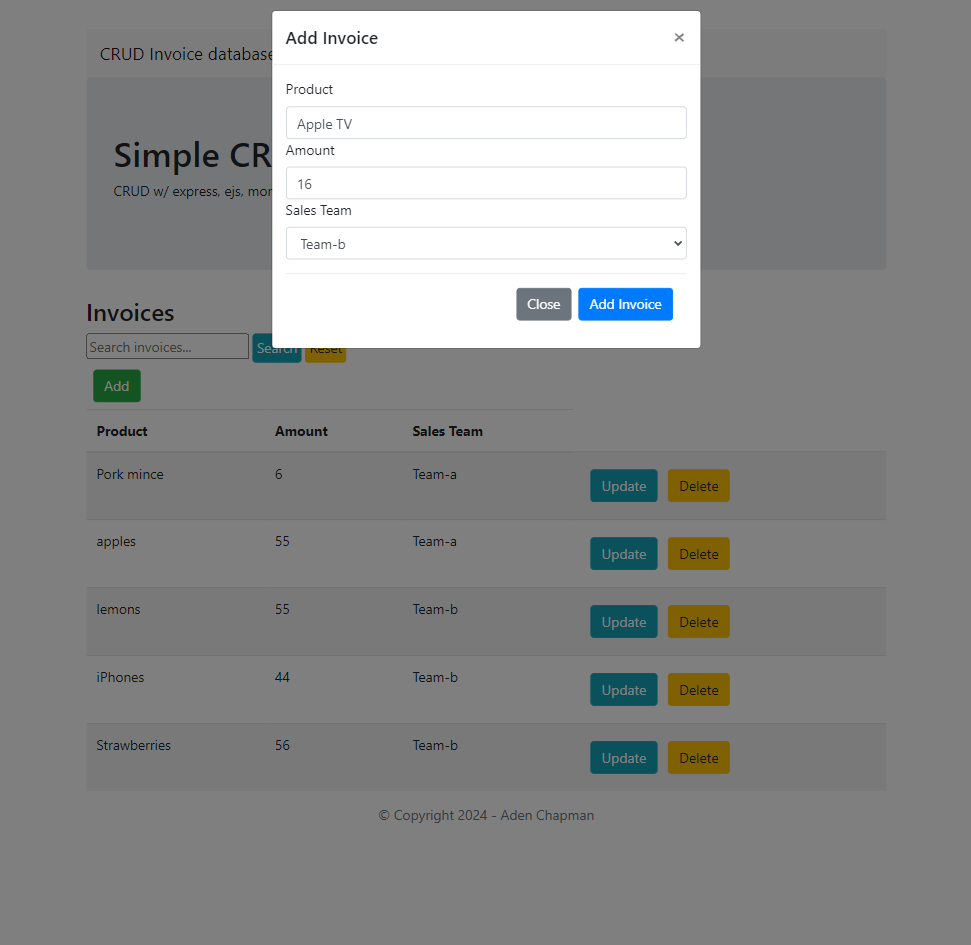 Add Invoice ×
CRUD Invoice database
Product
Apple TV
Amount
16
Sales Team
Team-b
Close Add Invoice
Simple CR
CRUD w/ express, ejs, mon
Invoices
Search invoices... Search Reset
Add
Product Amount Sales Team
Pork mince 6 Team-a Update Delete
apples 55 Team-a Update Delete
lemons 55 Team-b Update Delete
iPhones 44 Team-b Update Delete
Strawberries 56 Team-b Update Delete
© Copyright 2024 - Aden Chapman